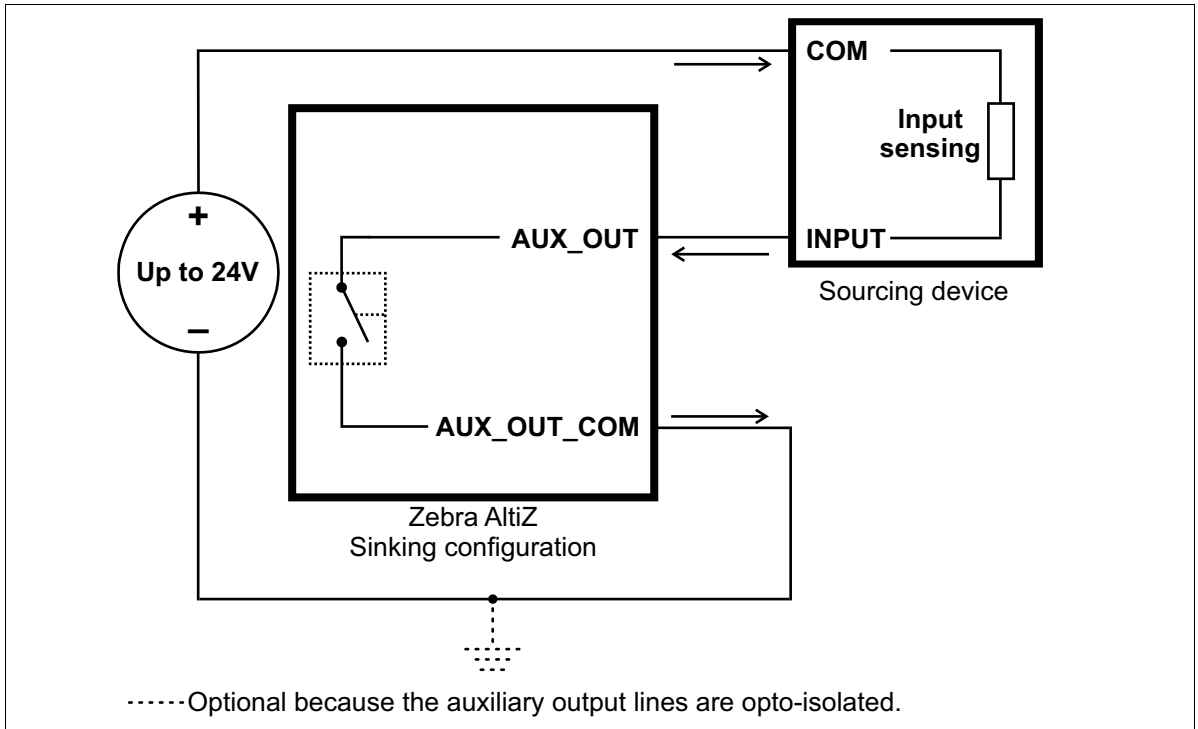 COM
Input
sensing
+
Up to 24V
–
AUX_OUT
INPUT
Sourcing device
AUX_OUT_COM
Zebra AltiZ
Sinking configuration
Optional because the auxiliary output lines are opto-isolated.